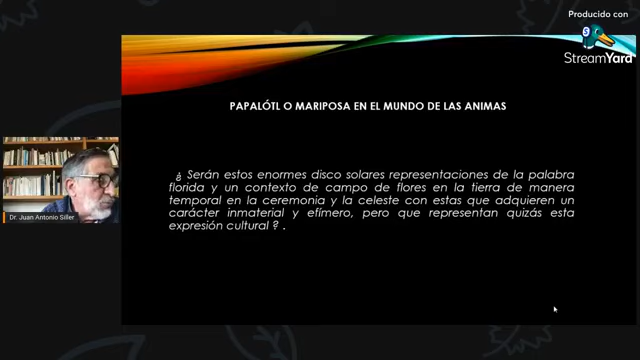 Producido con
StreamYard
PAPALÓTL O MARIPOSA EN EL MUNDO DE LAS ANIMAS
¿ Serán estos enormes disco solares representaciones de la palabra
florida y un contexto de campo de flores en la tierra de manera
temporal en la ceremonia y la celeste con estas que adquieren un
carácter inmaterial y efímero, pero que representan quizás esta
expresión cultural ? .
Dr. Juan Antonio Siller